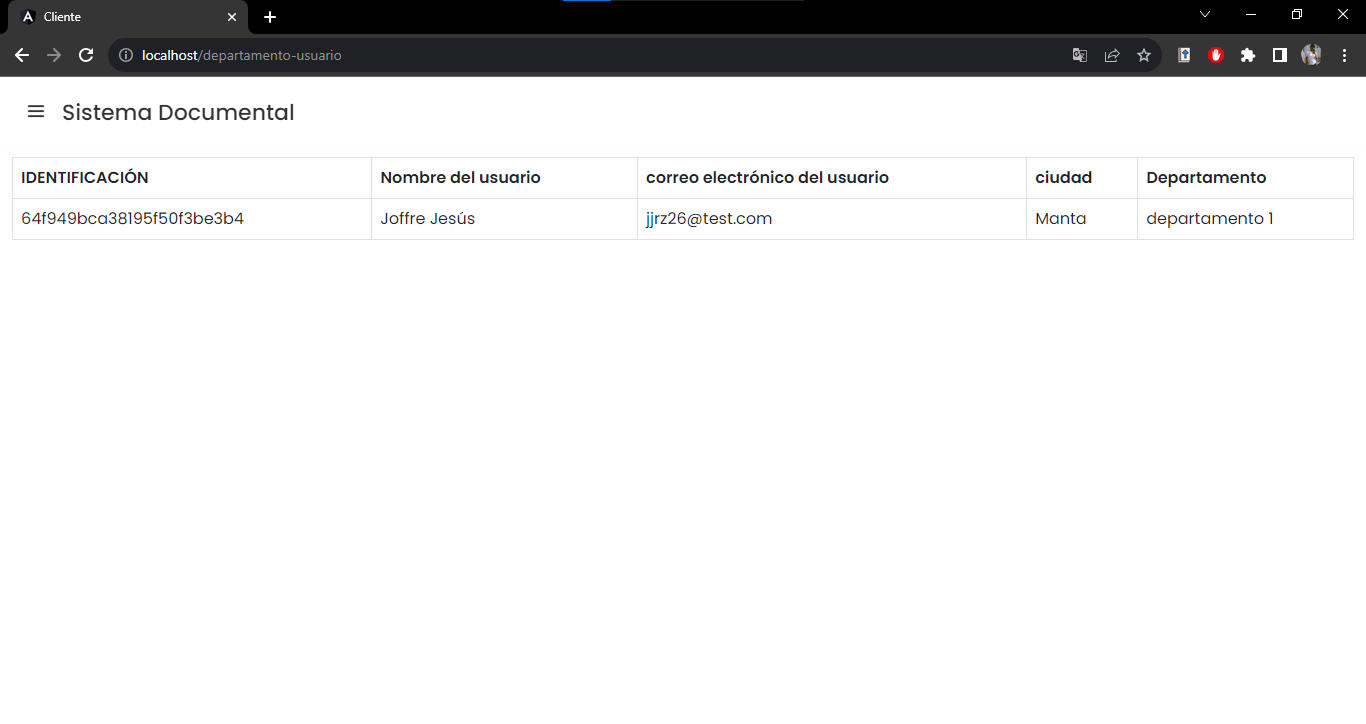 Cliente
localhost/departamento-usuario
Sistema Documental
IDENTIFICACIÓN Nombre del usuario correo electrónico del usuario ciudad Departamento
64f949bca38195f50f3be3b4 Joffre Jesús jjrz26@test.com Manta departamento 1